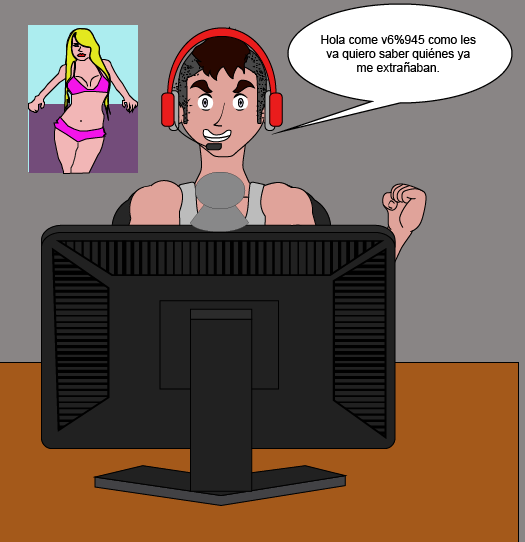 Hola come v6%945 como les
va quiero saber quiénes ya
me extrañaban.